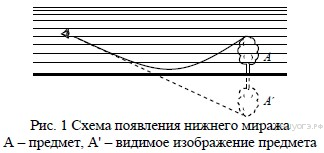 A
A'
Рис. 1 Схема появления нижнего миража
A – предмет, A' – видимое изображение предмета